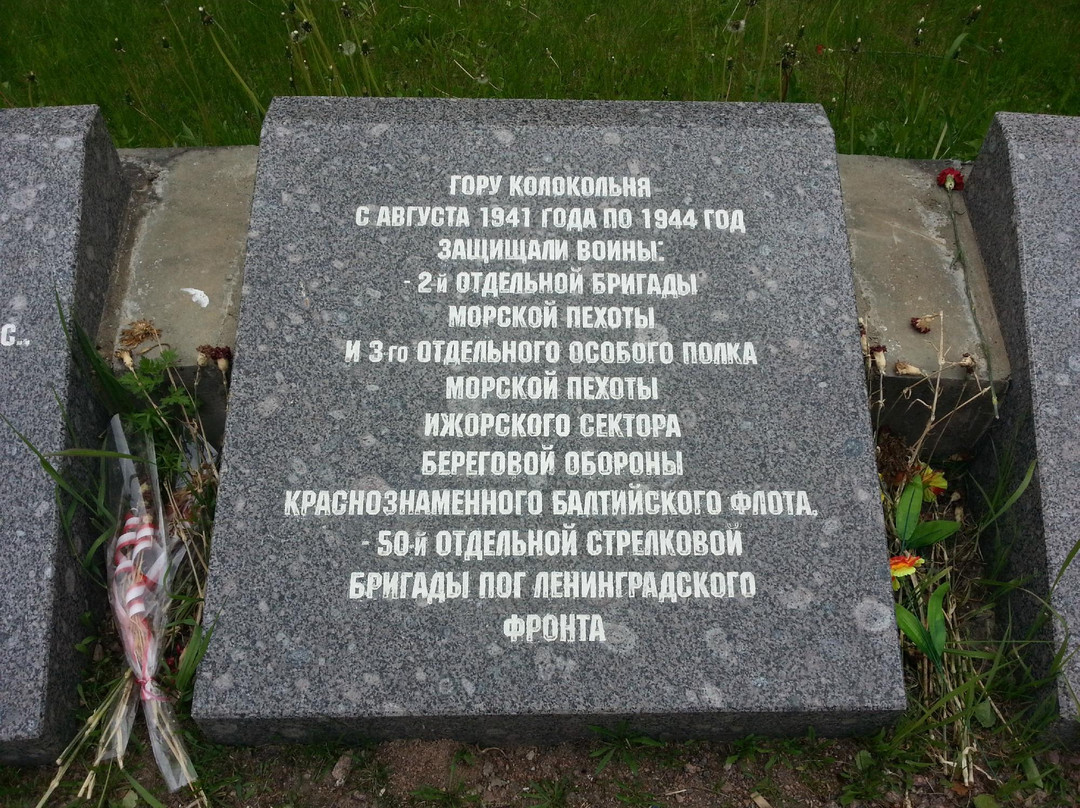 ГОРУ КОЛОКОЛЬНЯ
С АВГУСТА 1941 ГОДА ПО 1944 ГОД
ЗАЩИЩАЛИ ВОИНЫ:
- 2й ОТДЕЛЬНОЙ БРИГАДЫ
МОРСКОЙ ПЕХОТЫ
И 3-го ОТДЕЛЬНОГО ОСОБОГО ПОЛКА
МОРСКОЙ ПЕХОТЫ
ИЖОРСКОГО СЕКТОРА
БЕРЕГОВОЙ ОБОРОНЫ
КРАСНОЗНАМЕННОГО БАЛТИЙСКОГО ФЛОТА,
- 50-й ОТДЕЛЬНОЙ СТРЕЛКОВОЙ
БРИГАДЫ ПОГ ЛЕНИНГРАДСКОГО
ФРОНТА